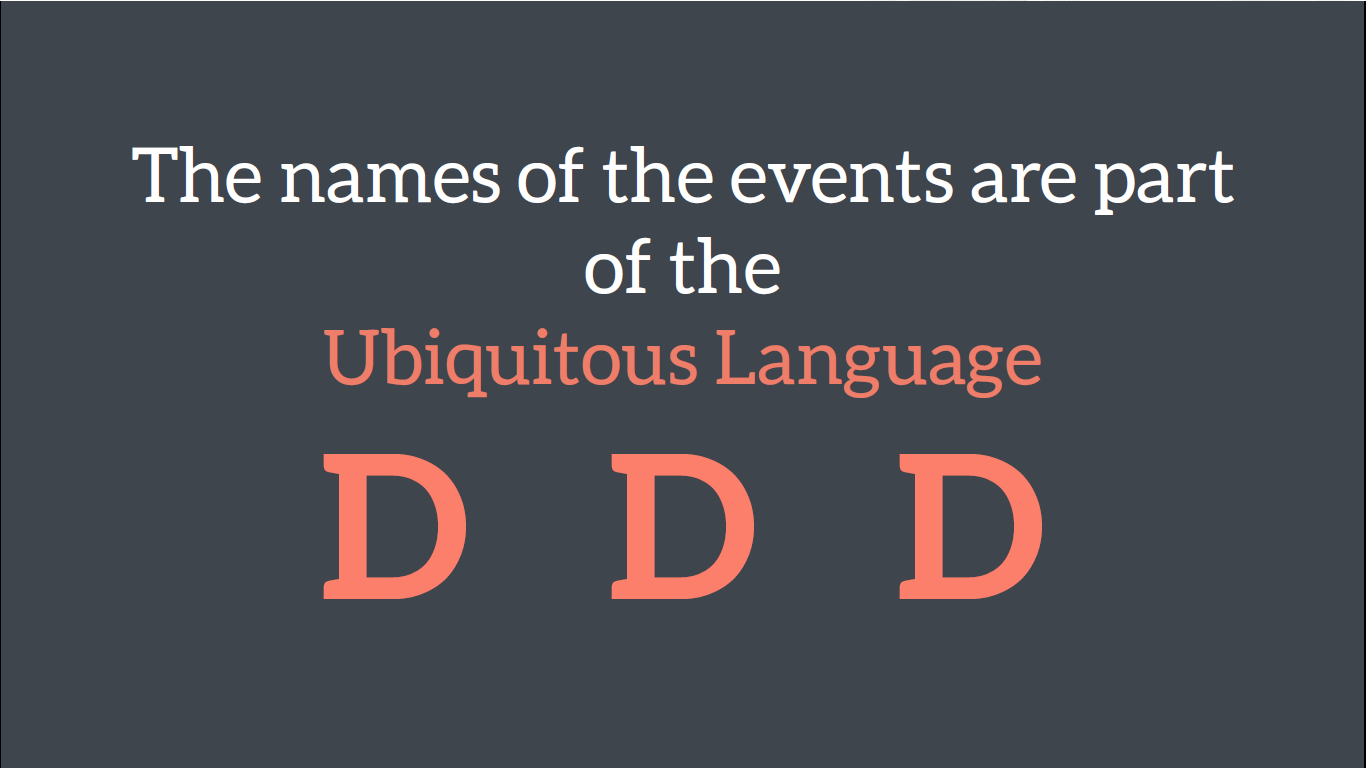 The names of the events are part
of the
Ubiquitous Language
D D D